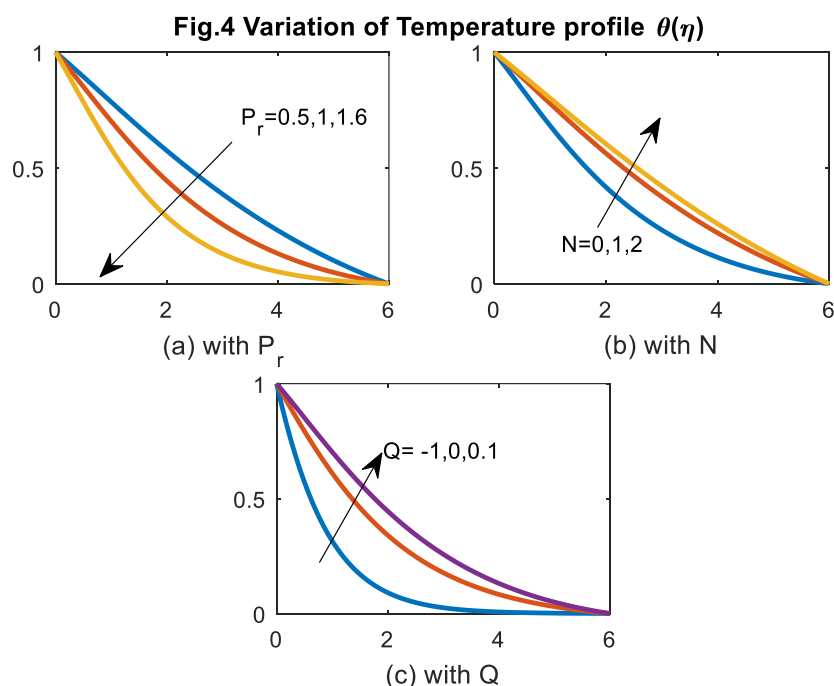 Fig.4 Variation of Temperature profile θ(η)
1
0.5
0
P_r=0.5,1,1.6
0 2 4 6
(a) with P_r
1
0.5
0
N=0,1,2
0 2 4 6
(b) with N
1
0.5
0
Q= -1,0,0.1
0 2 4 6
(c) with Q